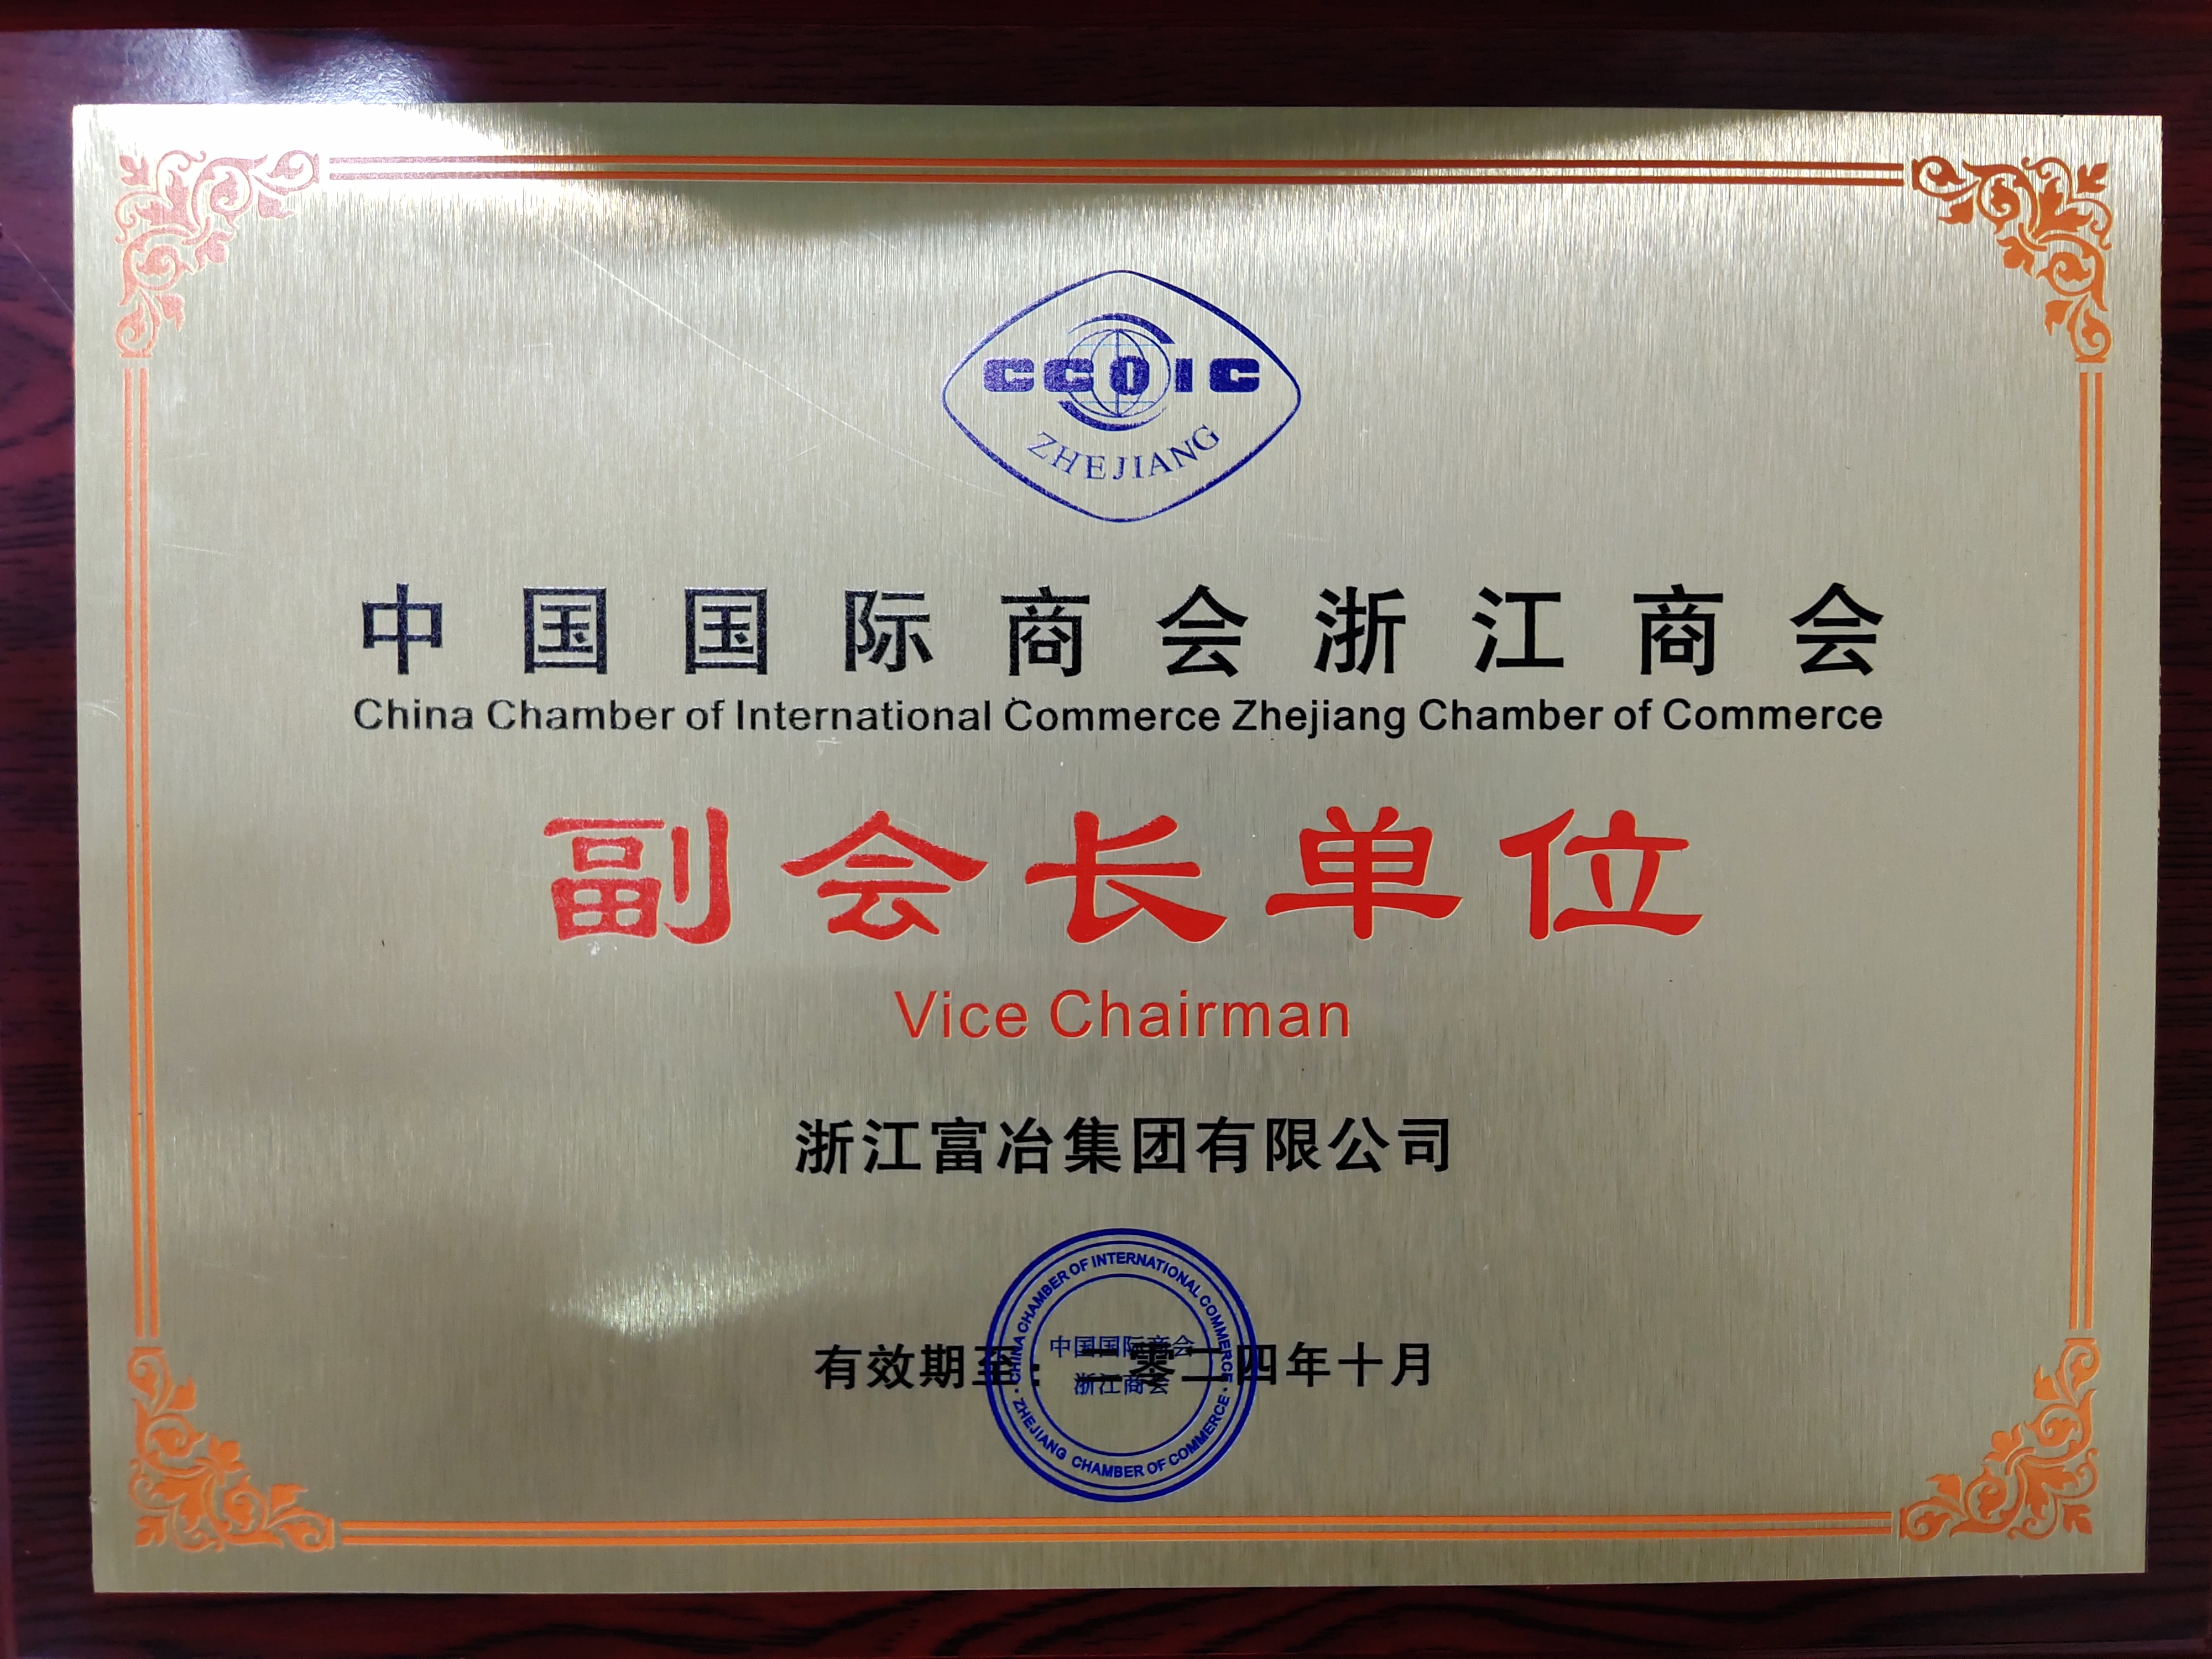 CCOIC
ZHEJIANG
中国国际商会浙江商会
China Chamber of International Commerce Zhejiang Chamber of Commerce
副会长单位
Vice Chairman
浙江富冶集团有限公司
有效期至：二零二四年十月
CHINA CHAMBER OF INTERNATIONAL COMMERCE
中国国际商会
浙江商会
ZHEJIANG CHAMBER OF COMMERCE